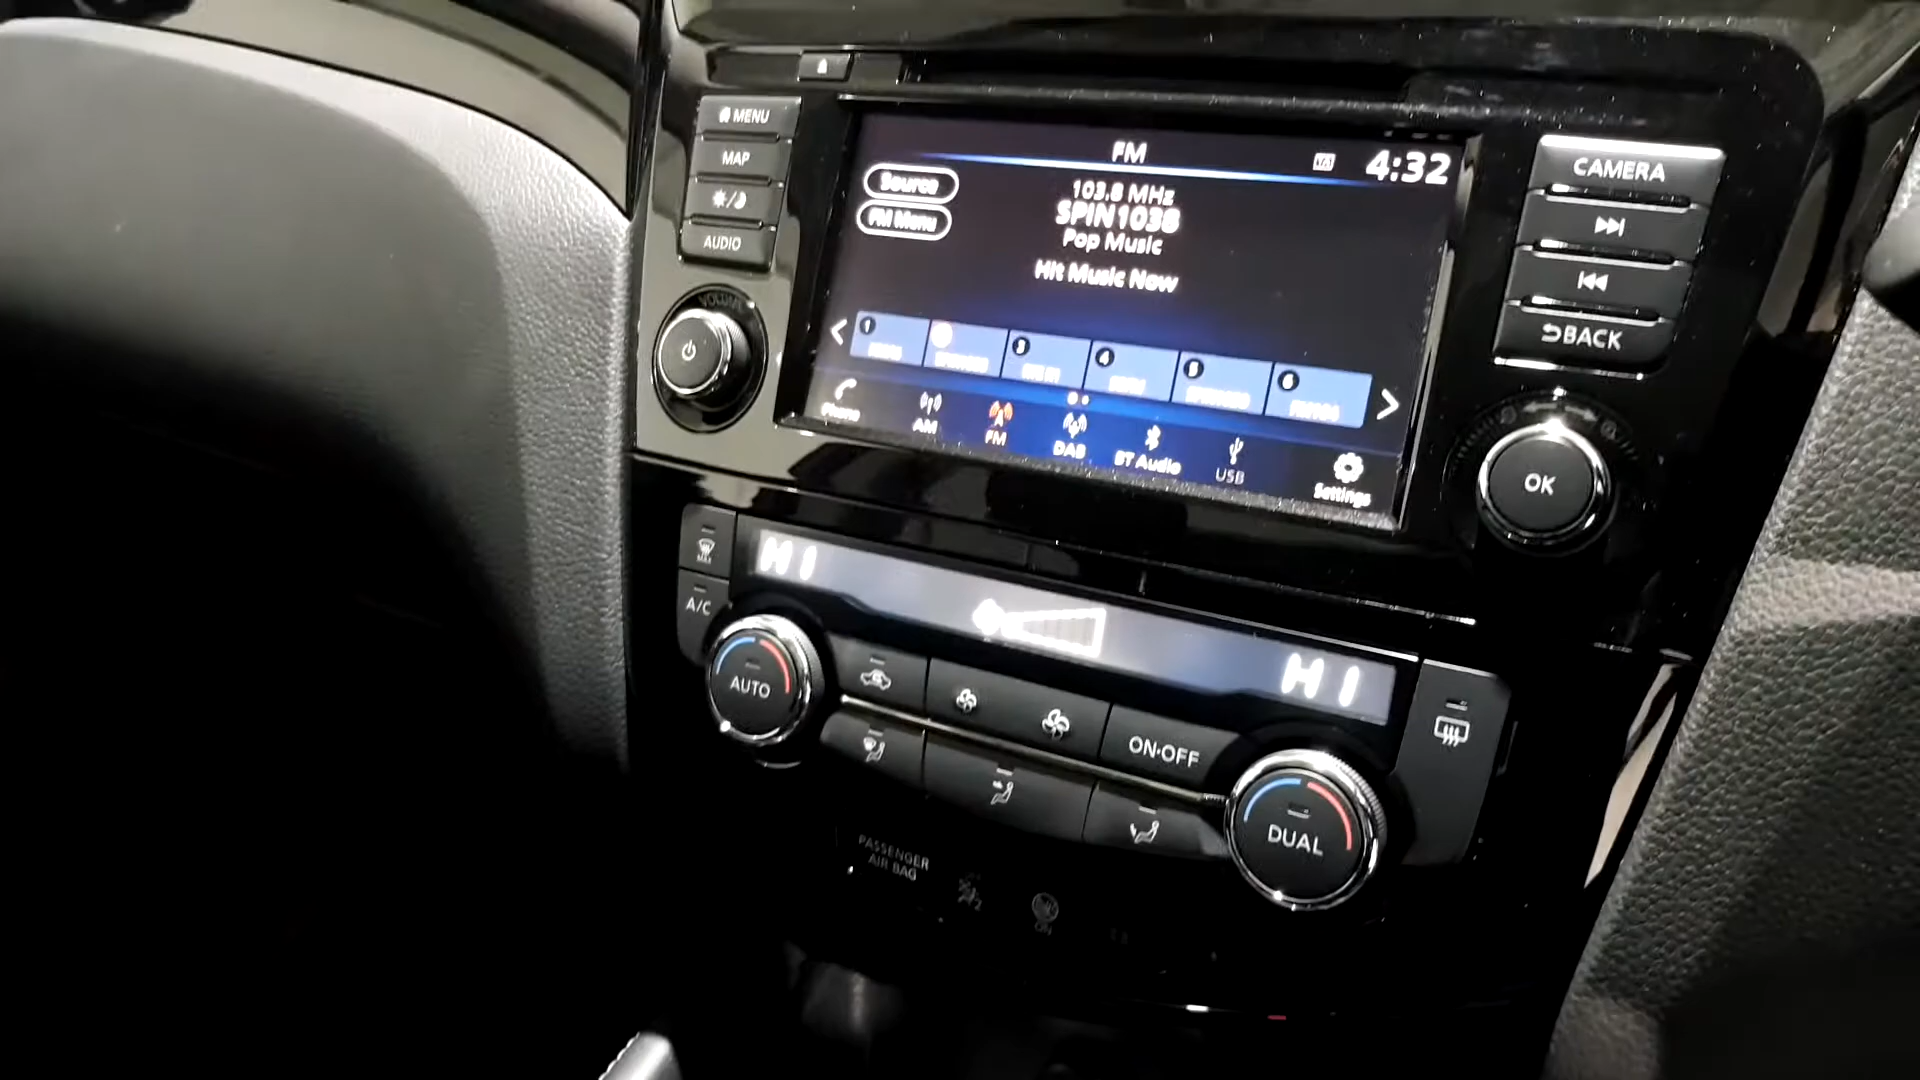 MENU
MAP
AUDIO
VOLUME
FM
4:32
Source
FM Menu
103.8 MHz
SPIN1038
Pop Music
Hit Music Now
1
3
4
5
6
Phone
AM
FM
DAB
BT Audio
USB
Settings
CAMERA
BACK
OK
HI
HI
A/C
AUTO
ON·OFF
DUAL
PASSENGER
AIR BAG
ON